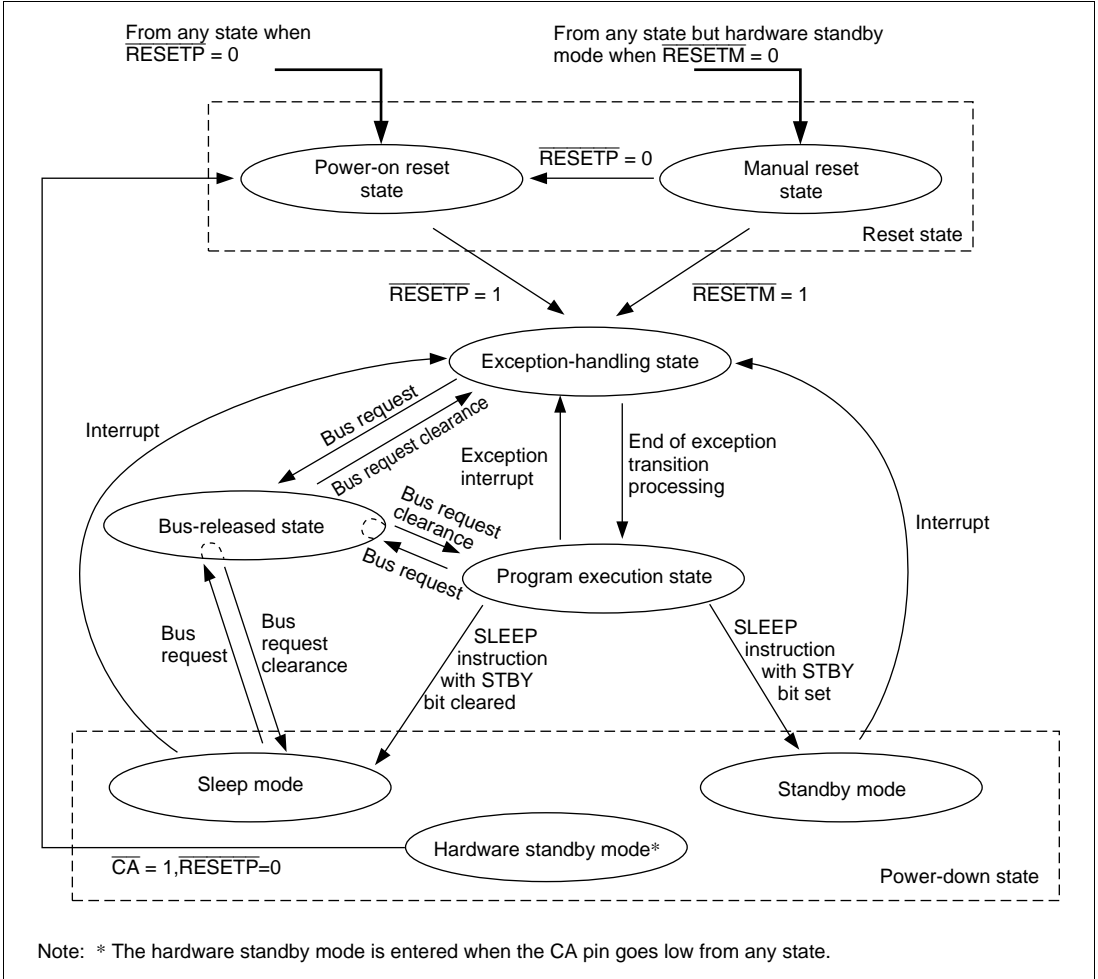 From any state when
RESETP = 0
From any state but hardware standby
mode when RESETM = 0
Power-on reset
state
RESETP = 0
Manual reset
state
Reset state
RESETP = 1
RESETM = 1
Exception-handling state
Interrupt
Bus request
Bus request clearance
Exception
interrupt
End of exception
transition
processing
Interrupt
Bus-released state
Bus request
clearance
Bus request
Program execution state
Bus
request
Bus
request
clearance
SLEEP
instruction
with STBY
bit cleared
SLEEP
instruction
with STBY
bit set
Sleep mode
Standby mode
Hardware standby mode*
CA = 1,RESETP=0
Power-down state
Note: * The hardware standby mode is entered when the CA pin goes low from any state.